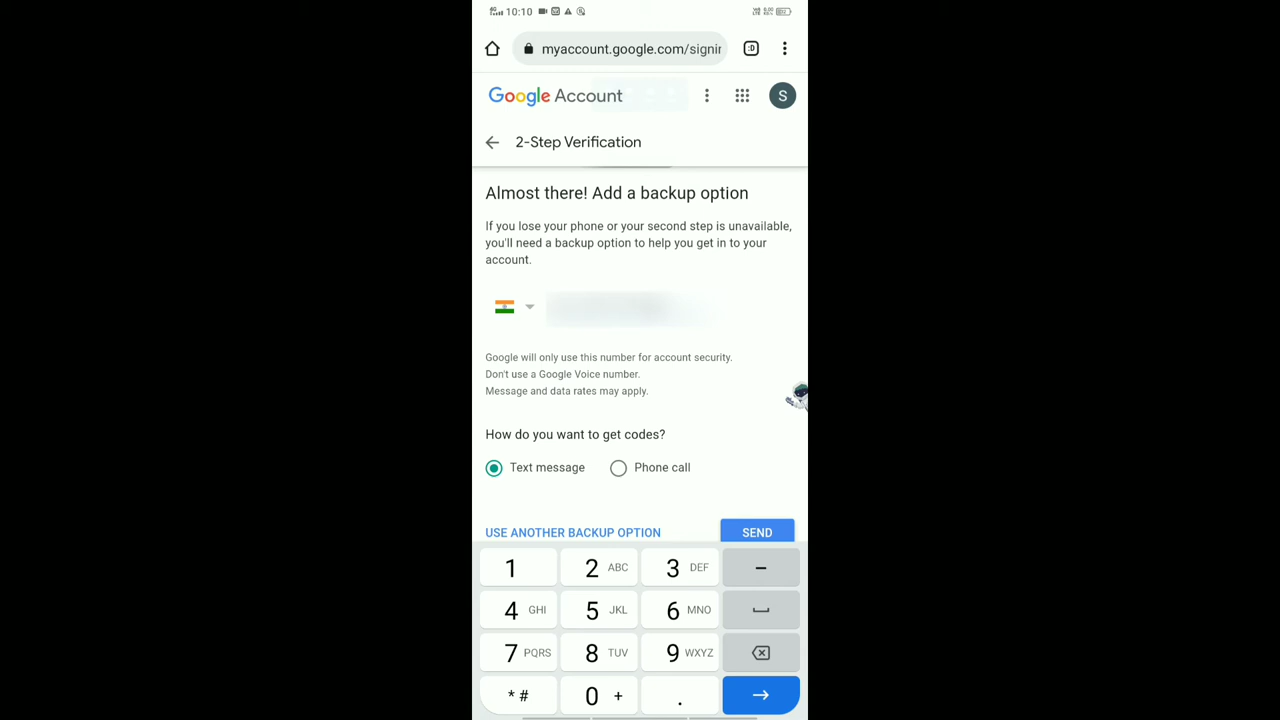 10:10
myaccount.google.com/signin
Google Account
S
2-Step Verification
Almost there! Add a backup option
If you lose your phone or your second step is unavailable,
you'll need a backup option to help you get in to your
account.
Google will only use this number for account security.
Don't use a Google Voice number.
Message and data rates may apply.
How do you want to get codes?
Text message Phone call
USE ANOTHER BACKUP OPTION SEND
1 2 ABC 3 DEF –
4 GHI 5 JKL 6 MNO
7 PQRS 8 TUV 9 WXYZ
* # 0 + .